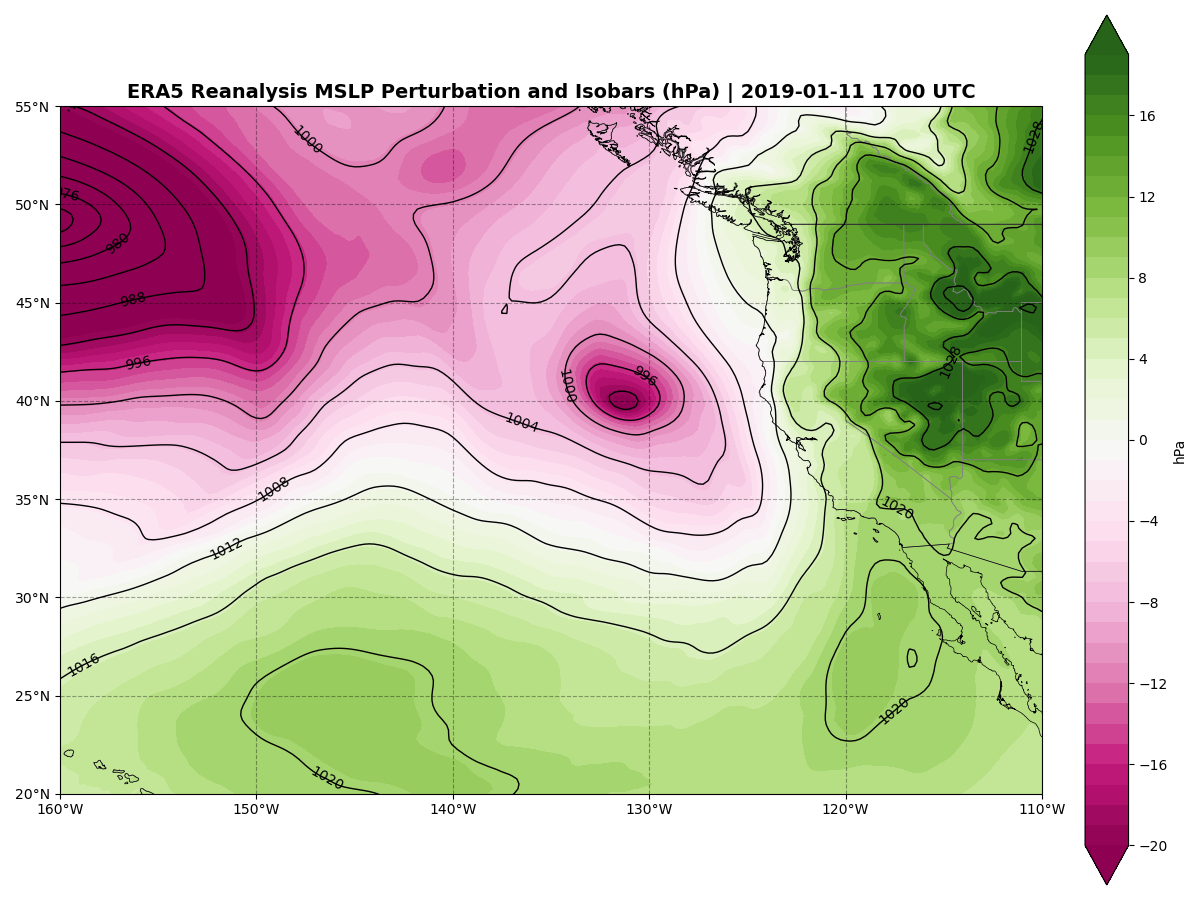 ERA5 Reanalysis MSLP Perturbation and Isobars (hPa) | 2019-01-11 1700 UTC
55°N
50°N
45°N
40°N
35°N
30°N
25°N
20°N
160°W
150°W
140°W
130°W
120°W
110°W
1000
976
980
988
996
1000
996
1004
1008
1012
1016
1020
1020
1020
1028
1028
16
12
8
4
0
−4
−8
−12
−16
−20
hPa